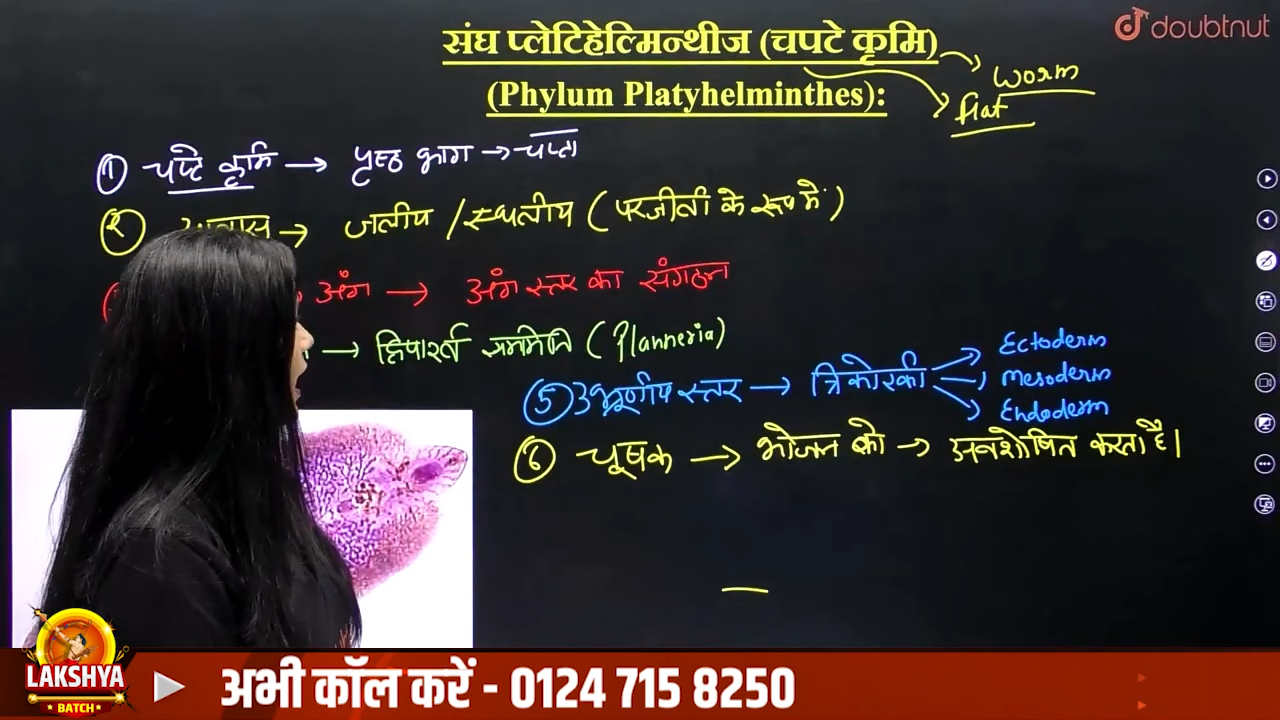 doubtnut
संघ प्लेटिहेल्मिन्थीज (चपटे कृमि)
worm
(Phylum Platyhelminthes):
flat
① चपटे कृमि → पृष्ठ भाग → चपटा
② → जलीय / स्थलीय (परजीवी के रूप में)
अंग → अंग स्तर का संगठन
→ द्विपार्श्व सममिति (Planneria)
⑤ भ्रूणीय स्तर → त्रिकोरकी
Ectoderm
Mesoderm
Endoderm
⑥ चूषक → भोजन को → अवशोषित करता है।
LAKSHYA
BATCH
अभी कॉल करें - 0124 715 8250